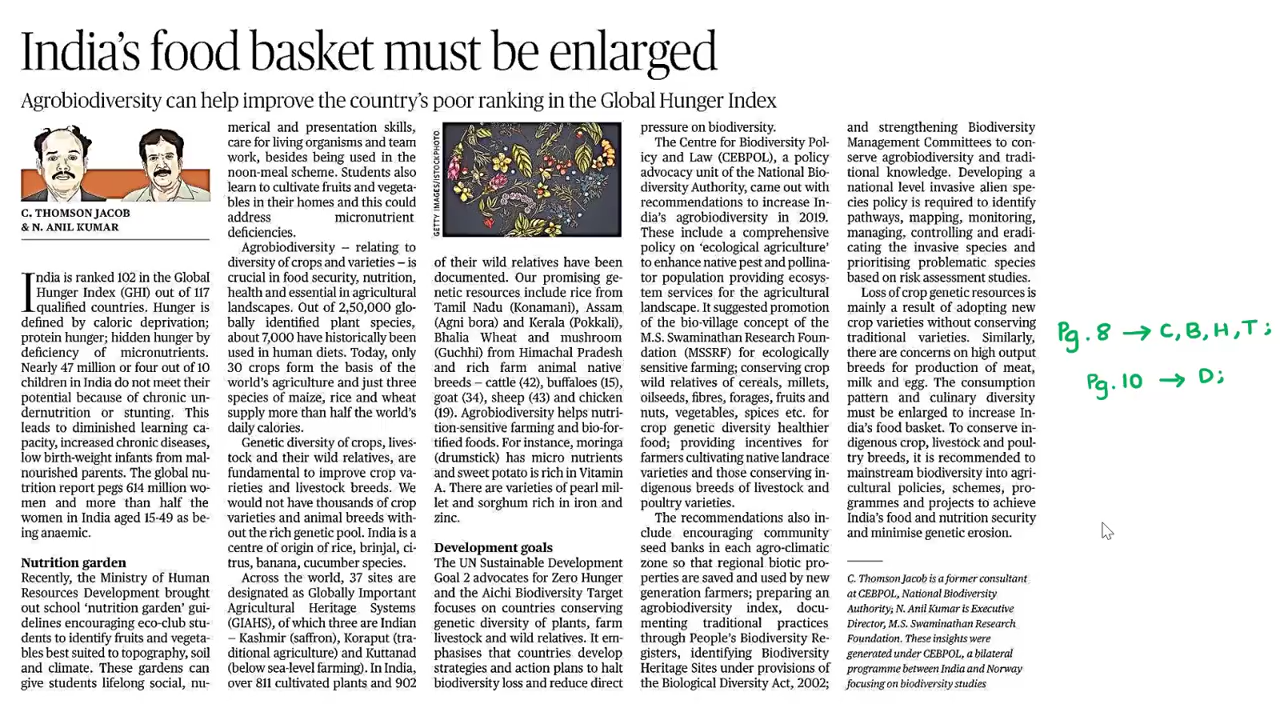 India's food basket must be enlarged
Agrobiodiversity can help improve the country's poor ranking in the Global Hunger Index
C. THOMSON JACOB
& N. ANIL KUMAR
India is ranked 102 in the Global
Hunger Index (GHI) out of 117
qualified countries. Hunger is
defined by caloric deprivation;
protein hunger; hidden hunger by
deficiency of micronutrients.
Nearly 47 million or four out of 10
children in India do not meet their
potential because of chronic un-
dernutrition or stunting. This
leads to diminished learning ca-
pacity, increased chronic diseases,
low birth-weight infants from mal-
nourished parents. The global nu-
trition report pegs 614 million wo-
men and more than half the
women in India aged 15-49 as be-
ing anaemic.
Nutrition garden
Recently, the Ministry of Human
Resources Development brought
out school 'nutrition garden' gui-
delines encouraging eco-club stu-
dents to identify fruits and vegeta-
bles best suited to topography, soil
and climate. These gardens can
give students lifelong social, nu-
merical and presentation skills,
care for living organisms and team
work, besides being used in the
noon-meal scheme. Students also
learn to cultivate fruits and vegeta-
bles in their homes and this could
address micronutrient
deficiencies.
Agrobiodiversity – relating to
diversity of crops and varieties – is
crucial in food security, nutrition,
health and essential in agricultural
landscapes. Out of 2,50,000 glo-
bally identified plant species,
about 7,000 have historically been
used in human diets. Today, only
30 crops form the basis of the
world's agriculture and just three
species of maize, rice and wheat
supply more than half the world's
daily calories.
Genetic diversity of crops, lives-
tock and their wild relatives, are
fundamental to improve crop va-
rieties and livestock breeds. We
would not have thousands of crop
varieties and animal breeds with-
out the rich genetic pool. India is a
centre of origin of rice, brinjal, ci-
trus, banana, cucumber species.
Across the world, 37 sites are
designated as Globally Important
Agricultural Heritage Systems
(GIAHS), of which three are Indian
– Kashmir (saffron), Koraput (tra-
ditional agriculture) and Kuttanad
(below sea-level farming). In India,
over 811 cultivated plants and 902
GETTY IMAGES/ISTOCKPHOTO
of their wild relatives have been
documented. Our promising ge-
netic resources include rice from
Tamil Nadu (Konamani), Assam
(Agni bora) and Kerala (Pokkali),
Bhalia Wheat and mushroom
(Guchhi) from Himachal Pradesh
and rich farm animal native
breeds – cattle (42), buffaloes (15),
goat (34), sheep (43) and chicken
(19). Agrobiodiversity helps nutri-
tion-sensitive farming and bio-for-
tified foods. For instance, moringa
(drumstick) has micro nutrients
and sweet potato is rich in Vitamin
A. There are varieties of pearl mil-
let and sorghum rich in iron and
zinc.
Development goals
The UN Sustainable Development
Goal 2 advocates for Zero Hunger
and the Aichi Biodiversity Target
focuses on countries conserving
genetic diversity of plants, farm
livestock and wild relatives. It em-
phasises that countries develop
strategies and action plans to halt
biodiversity loss and reduce direct
pressure on biodiversity.
The Centre for Biodiversity Pol-
icy and Law (CEBPOL), a policy
advocacy unit of the National Bio-
diversity Authority, came out with
recommendations to increase In-
dia's agrobiodiversity in 2019.
These include a comprehensive
policy on 'ecological agriculture'
to enhance native pest and pollina-
tor population providing ecosys-
tem services for the agricultural
landscape. It suggested promotion
of the bio-village concept of the
M.S. Swaminathan Research Foun-
dation (MSSRF) for ecologically
sensitive farming; conserving crop
wild relatives of cereals, millets,
oilseeds, fibres, forages, fruits and
nuts, vegetables, spices etc. for
crop genetic diversity healthier
food; providing incentives for
farmers cultivating native landrace
varieties and those conserving in-
digenous breeds of livestock and
poultry varieties.
The recommendations also in-
clude encouraging community
seed banks in each agro-climatic
zone so that regional biotic pro-
perties are saved and used by new
generation farmers; preparing an
agrobiodiversity index, docu-
menting traditional practices
through People's Biodiversity Re-
gisters, identifying Biodiversity
Heritage Sites under provisions of
the Biological Diversity Act, 2002;
and strengthening Biodiversity
Management Committees to con-
serve agrobiodiversity and tradi-
tional knowledge. Developing a
national level invasive alien spe-
cies policy is required to identify
pathways, mapping, monitoring,
managing, controlling and eradi-
cating the invasive species and
prioritising problematic species
based on risk assessment studies.
Loss of crop genetic resources is
mainly a result of adopting new
crop varieties without conserving
traditional varieties. Similarly,
there are concerns on high output
breeds for production of meat,
milk and egg. The consumption
pattern and culinary diversity
must be enlarged to increase In-
dia's food basket. To conserve in-
digenous crop, livestock and poul-
try breeds, it is recommended to
mainstream biodiversity into agri-
cultural policies, schemes, pro-
grammes and projects to achieve
India's food and nutrition security
and minimise genetic erosion.
C. Thomson Jacob is a former consultant
at CEBPOL, National Biodiversity
Authority; N. Anil Kumar is Executive
Director, M.S. Swaminathan Research
Foundation. These insights were
generated under CEBPOL, a bilateral
programme between India and Norway
focusing on biodiversity studies
Pg. 8 → C, B, H, T;
Pg. 10 → D;